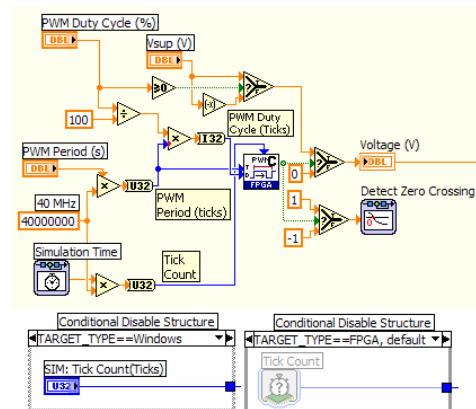 PWM Duty Cycle (%)
DBL
Vsup (V)
DBL
≥0
(-x)
?
T
F
100
÷
×
I32
PWM Duty
Cycle (Ticks)
PWM Period (s)
DBL
×
U32
PWM
Period (ticks)
PWM
C
T
D
FPGA
0
?
Voltage (V)
DBL
40 MHz
40000000
1
-1
?
Detect Zero Crossing
Simulation Time
×
U32
Tick
Count
Conditional Disable Structure
TARGET_TYPE==Windows
SIM: Tick Count(Ticks)
U32
Conditional Disable Structure
TARGET_TYPE==FPGA, default
Tick Count
?